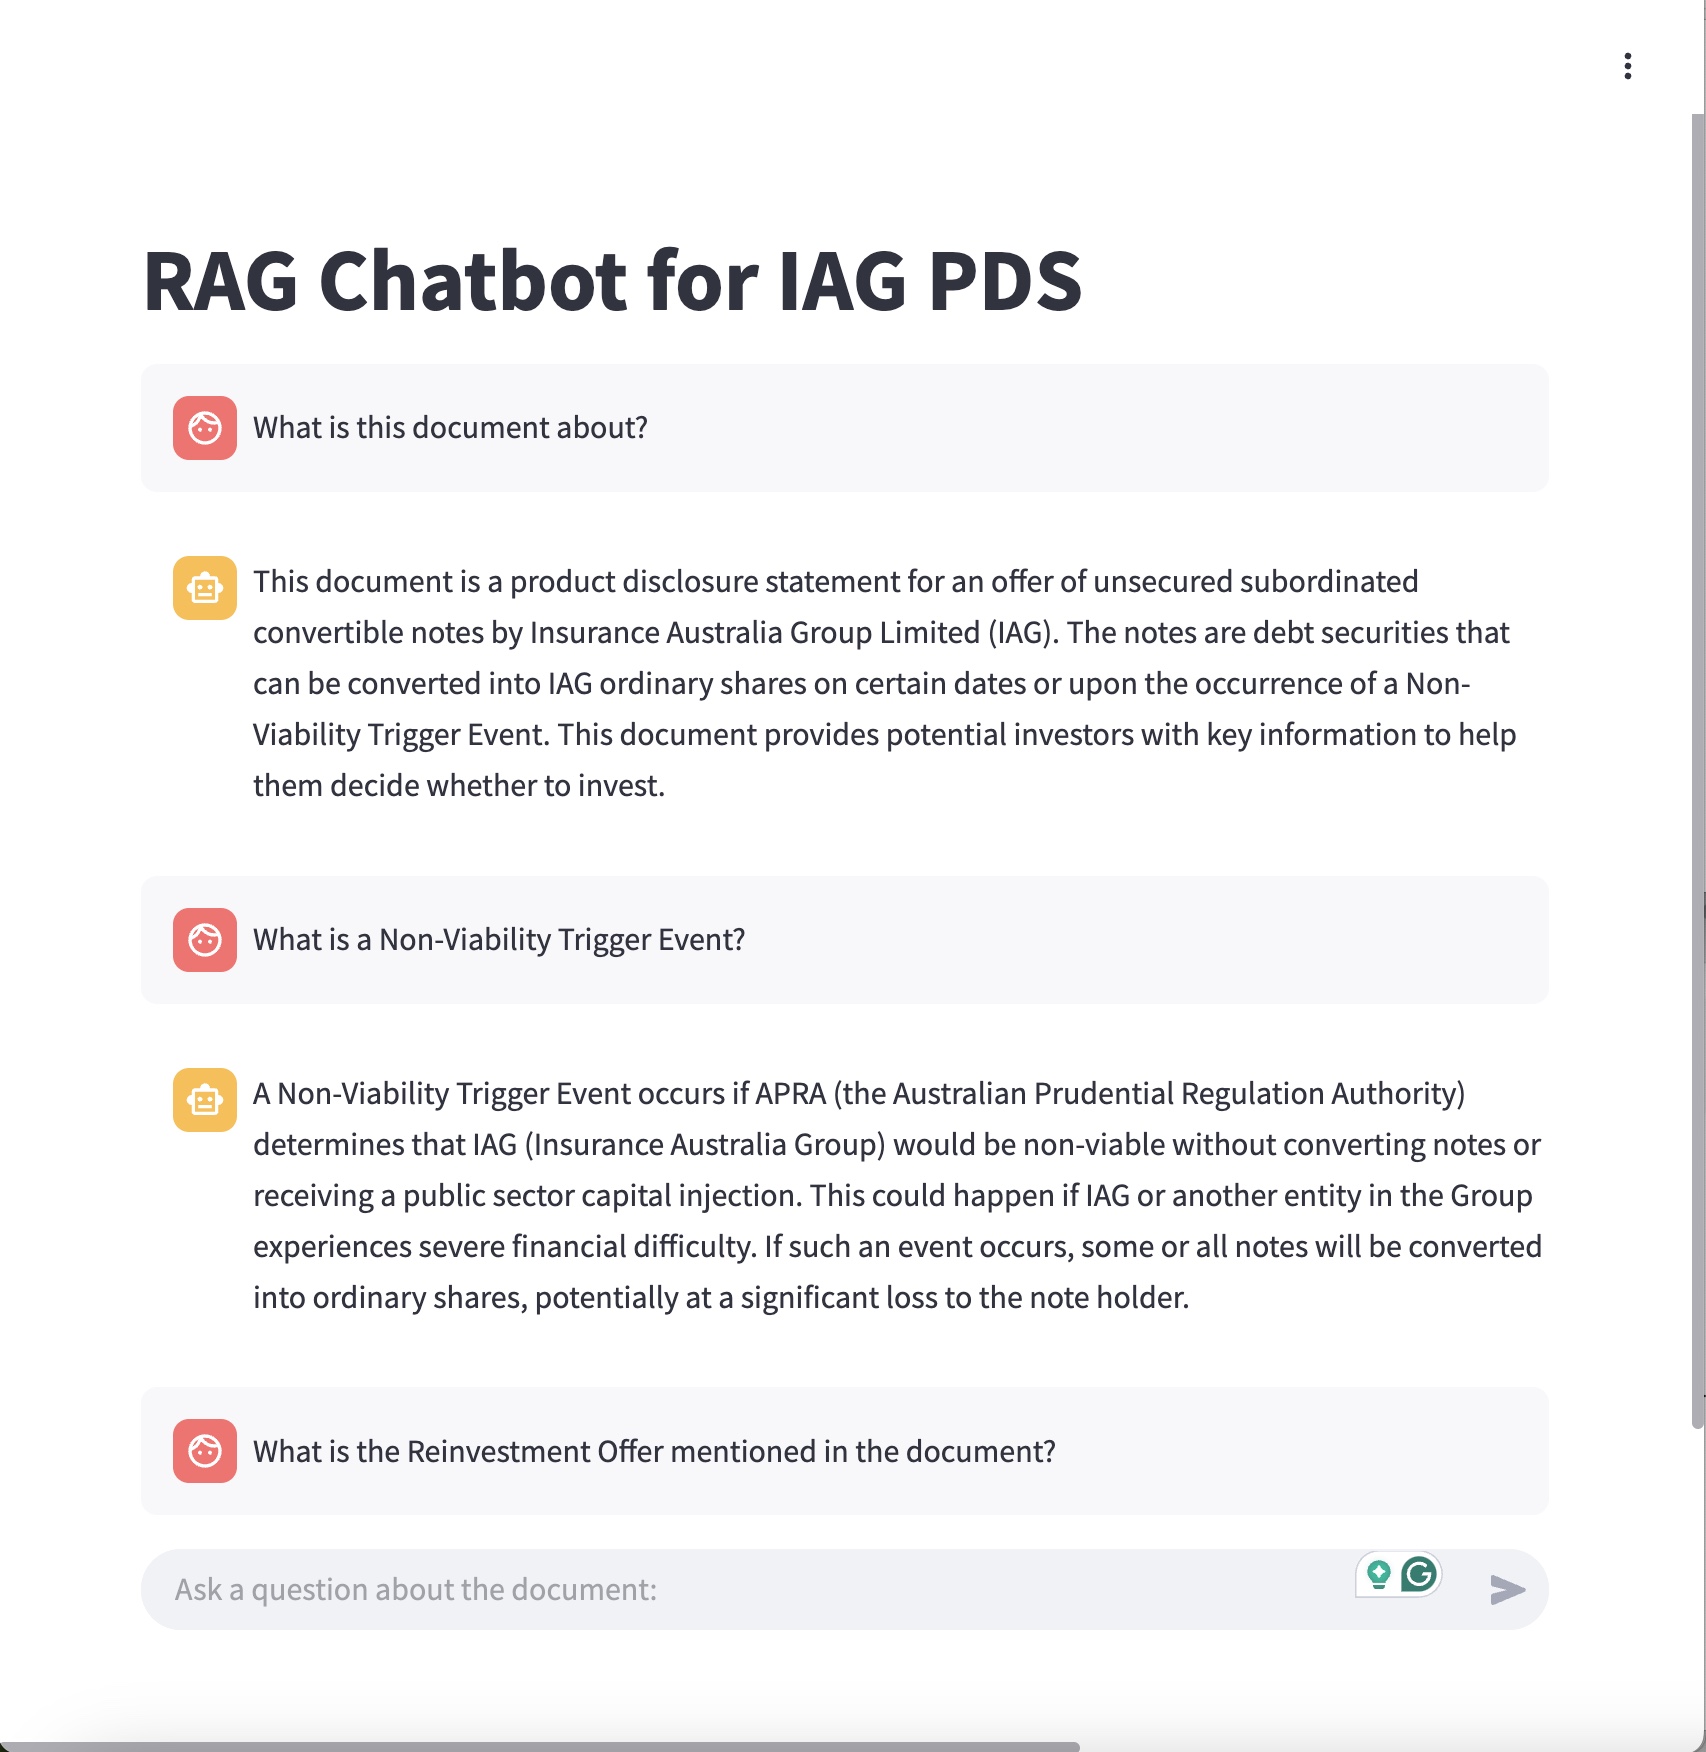 RAG Chatbot for IAG PDS
What is this document about?
This document is a product disclosure statement for an offer of unsecured subordinated
convertible notes by Insurance Australia Group Limited (IAG). The notes are debt securities that
can be converted into IAG ordinary shares on certain dates or upon the occurrence of a Non-
Viability Trigger Event. This document provides potential investors with key information to help
them decide whether to invest.
What is a Non-Viability Trigger Event?
A Non-Viability Trigger Event occurs if APRA (the Australian Prudential Regulation Authority)
determines that IAG (Insurance Australia Group) would be non-viable without converting notes or
receiving a public sector capital injection. This could happen if IAG or another entity in the Group
experiences severe financial difficulty. If such an event occurs, some or all notes will be converted
into ordinary shares, potentially at a significant loss to the note holder.
What is the Reinvestment Offer mentioned in the document?
Ask a question about the document: